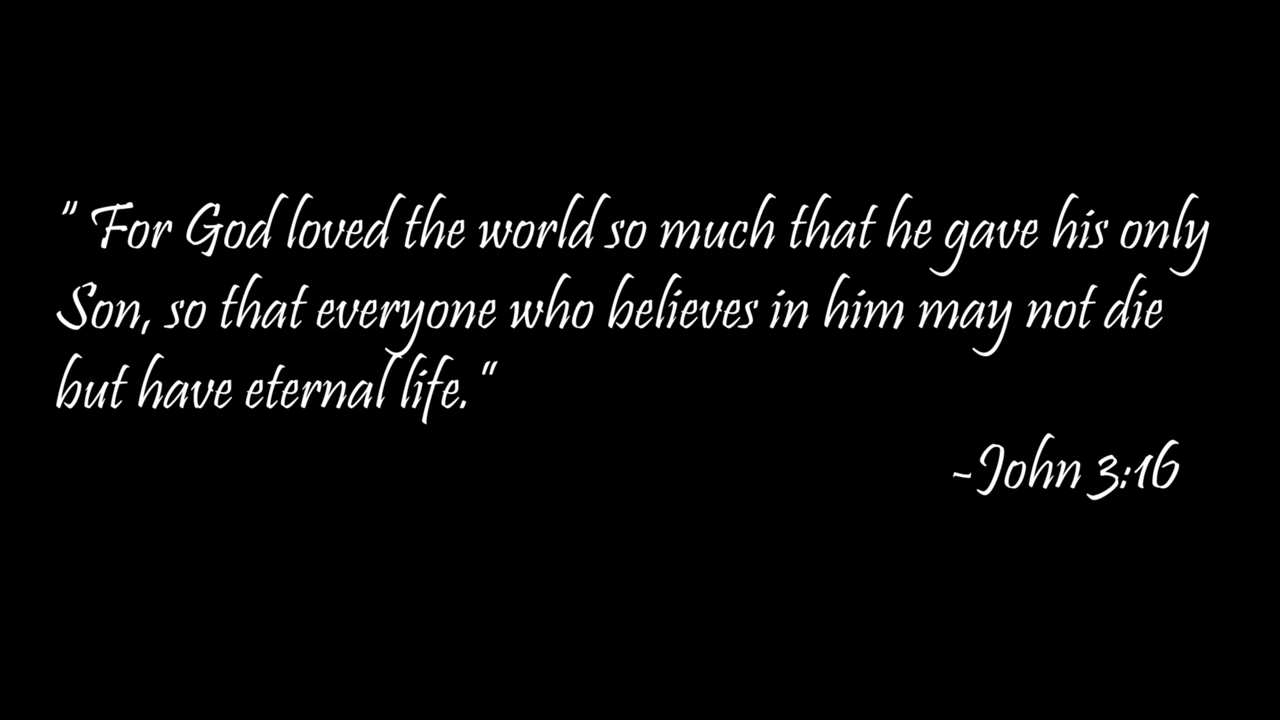 " For God loved the world so much that he gave his only
Son, so that everyone who believes in him may not die
but have eternal life."
~John 3:16